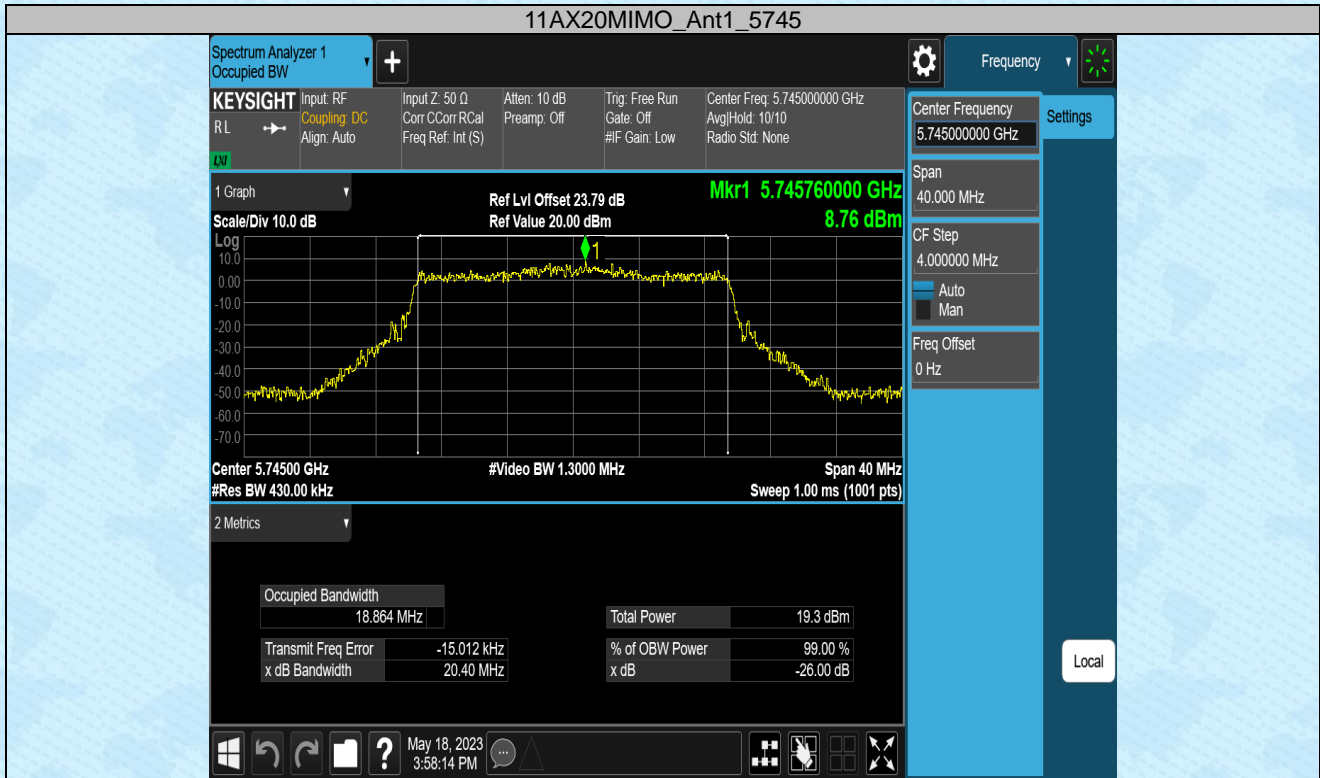 11AX20MIMO_Ant1_5745
Spectrum Analyzer 1
Occupied BW
Frequency
KEYSIGHT
R L
LXI
Input: RF
Coupling: DC
Align: Auto
Input Z: 50 Ω
Corr CCorr RCal
Freq Ref: Int (S)
Atten: 10 dB
Preamp: Off
Trig: Free Run
Gate: Off
#IF Gain: Low
Center Freq: 5.745000000 GHz
Avg|Hold: 10/10
Radio Std: None
Center Frequency
5.745000000 GHz
Settings
Span
40.000 MHz
CF Step
4.000000 MHz
Auto
Man
Freq Offset
0 Hz
Local
1 Graph
Scale/Div 10.0 dB
Ref Lvl Offset 23.79 dB
Ref Value 20.00 dBm
Mkr1 5.745760000 GHz
8.76 dBm
Log
1
10.0
0.00
-10.0
-20.0
-30.0
-40.0
-50.0
-60.0
-70.0
Center 5.74500 GHz
#Video BW 1.3000 MHz
Span 40 MHz
#Res BW 430.00 kHz
Sweep 1.00 ms (1001 pts)
2 Metrics
Occupied Bandwidth
18.864 MHz
Total Power 19.3 dBm
Transmit Freq Error -15.012 kHz
% of OBW Power 99.00 %
x dB Bandwidth 20.40 MHz
x dB -26.00 dB
?
May 18, 2023
3:58:14 PM